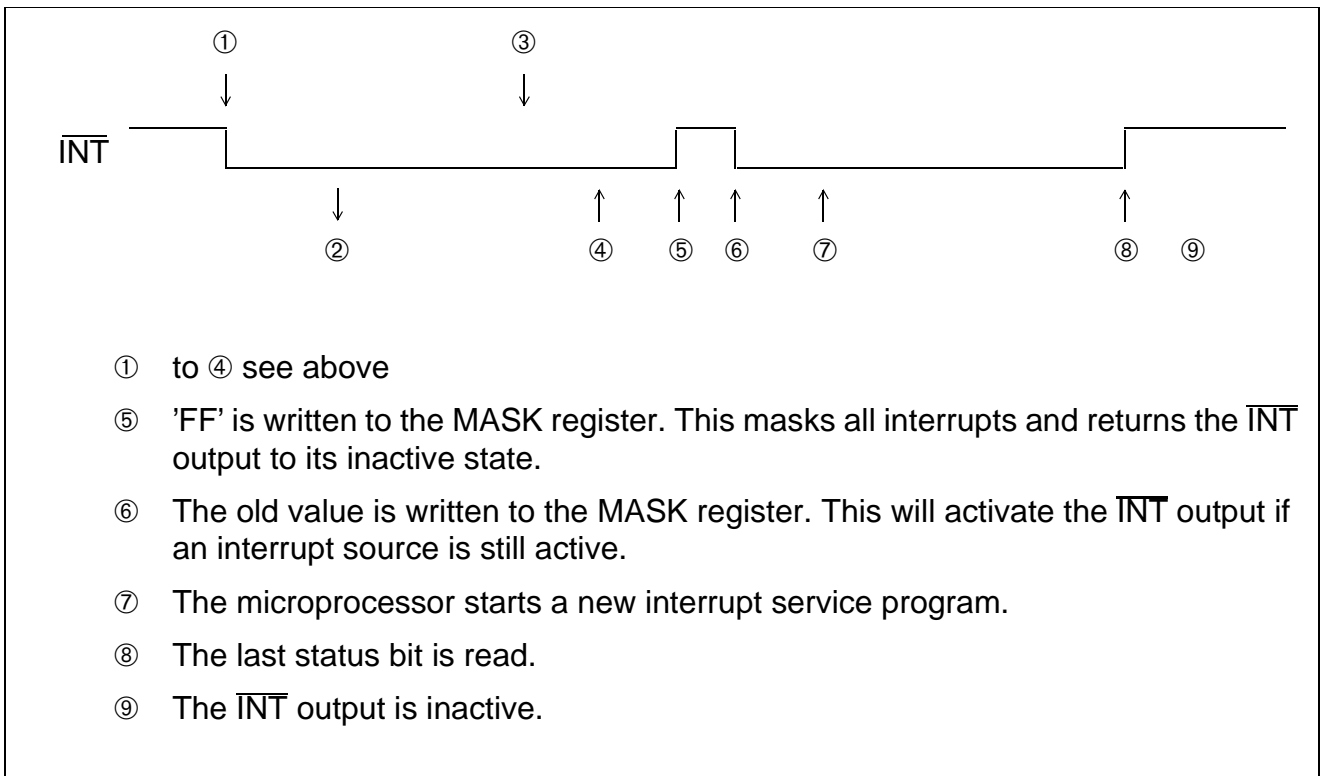 ① ③
I̅N̅T̅
② ④ ⑤ ⑥ ⑦ ⑧ ⑨
① to ④ see above
⑤ ’FF’ is written to the MASK register. This masks all interrupts and returns the I̅N̅T̅
output to its inactive state.
⑥ The old value is written to the MASK register. This will activate the I̅N̅T̅ output if
an interrupt source is still active.
⑦ The microprocessor starts a new interrupt service program.
⑧ The last status bit is read.
⑨ The I̅N̅T̅ output is inactive.